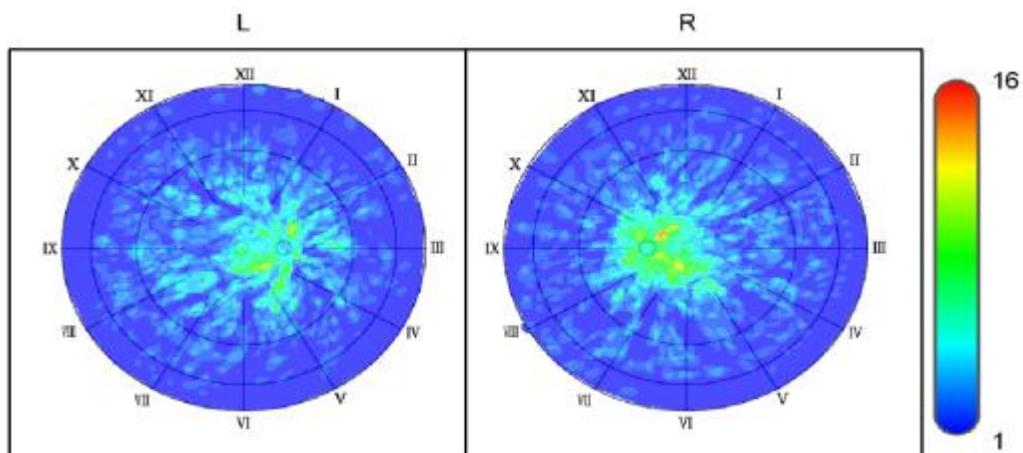 L R
XII XII
XI I XI I
16
X II X II
IX III IX III
VIII IV VIII IV
VII V VII V
VI VI
1